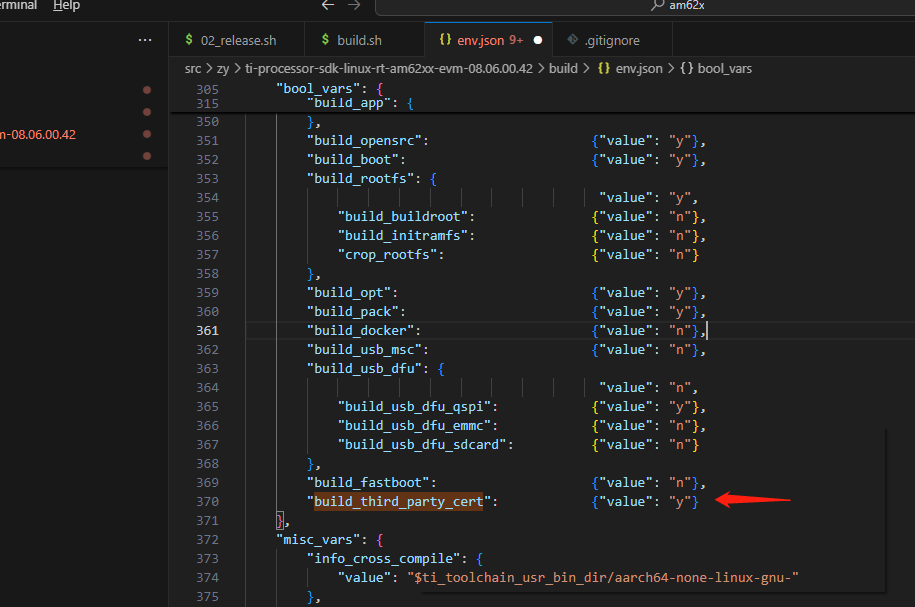 erminal Help
am62x
02_release.sh
build.sh
env.json 9+
.gitignore
src > zy > ti-processor-sdk-linux-rt-am62xx-evm-08.06.00.42 > build > {} env.json > {} bool_vars
m-08.06.00.42
305 "bool_vars": {
315 "build_app": {
350 },
351 "build_opensrc": {"value": "y"},
352 "build_boot": {"value": "y"},
353 "build_rootfs": {
354 "value": "y",
355 "build_buildroot": {"value": "n"},
356 "build_initramfs": {"value": "n"},
357 "crop_rootfs": {"value": "n"}
358 },
359 "build_opt": {"value": "y"},
360 "build_pack": {"value": "y"},
361 "build_docker": {"value": "n"},
362 "build_usb_msc": {"value": "n"},
363 "build_usb_dfu": {
364 "value": "n",
365 "build_usb_dfu_qspi": {"value": "y"},
366 "build_usb_dfu_emmc": {"value": "n"},
367 "build_usb_dfu_sdcard": {"value": "n"}
368 },
369 "build_fastboot": {"value": "n"},
370 "build_third_party_cert": {"value": "y"}
371 },
372 "misc_vars": {
373 "info_cross_compile": {
374 "value": "$ti_toolchain_usr_bin_dir/aarch64-none-linux-gnu-"
375 },